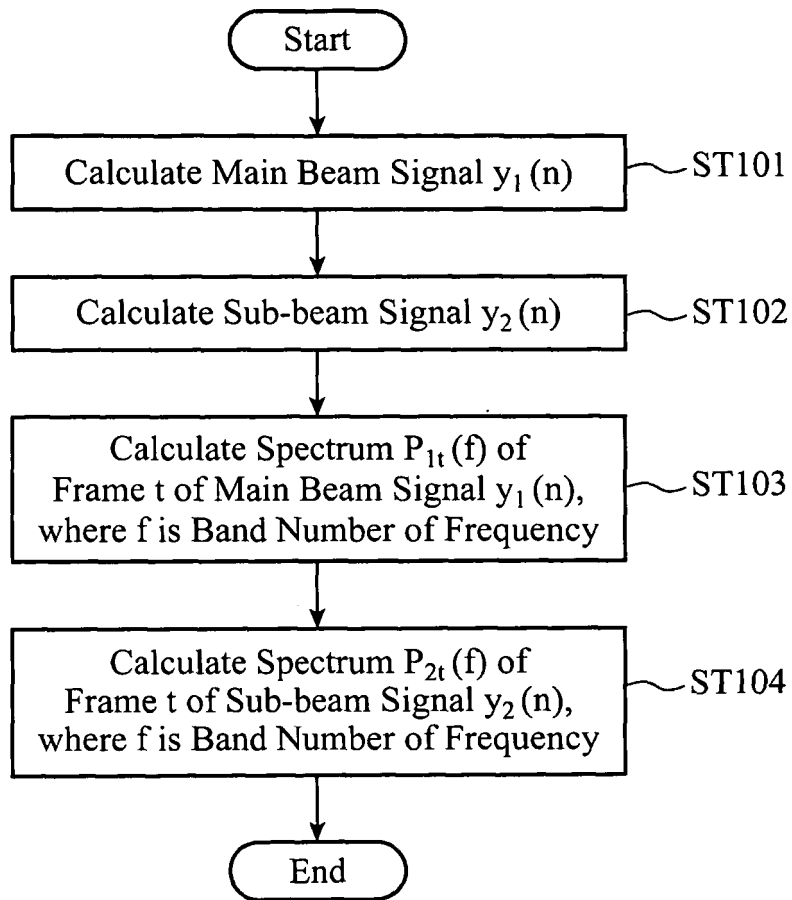 Start
Calculate Main Beam Signal y₁(n)
ST101
Calculate Sub-beam Signal y₂(n)
ST102
Calculate Spectrum P₁ₜ(f) of
Frame t of Main Beam Signal y₁(n),
where f is Band Number of Frequency
ST103
Calculate Spectrum P₂ₜ(f) of
Frame t of Sub-beam Signal y₂(n),
where f is Band Number of Frequency
ST104
End